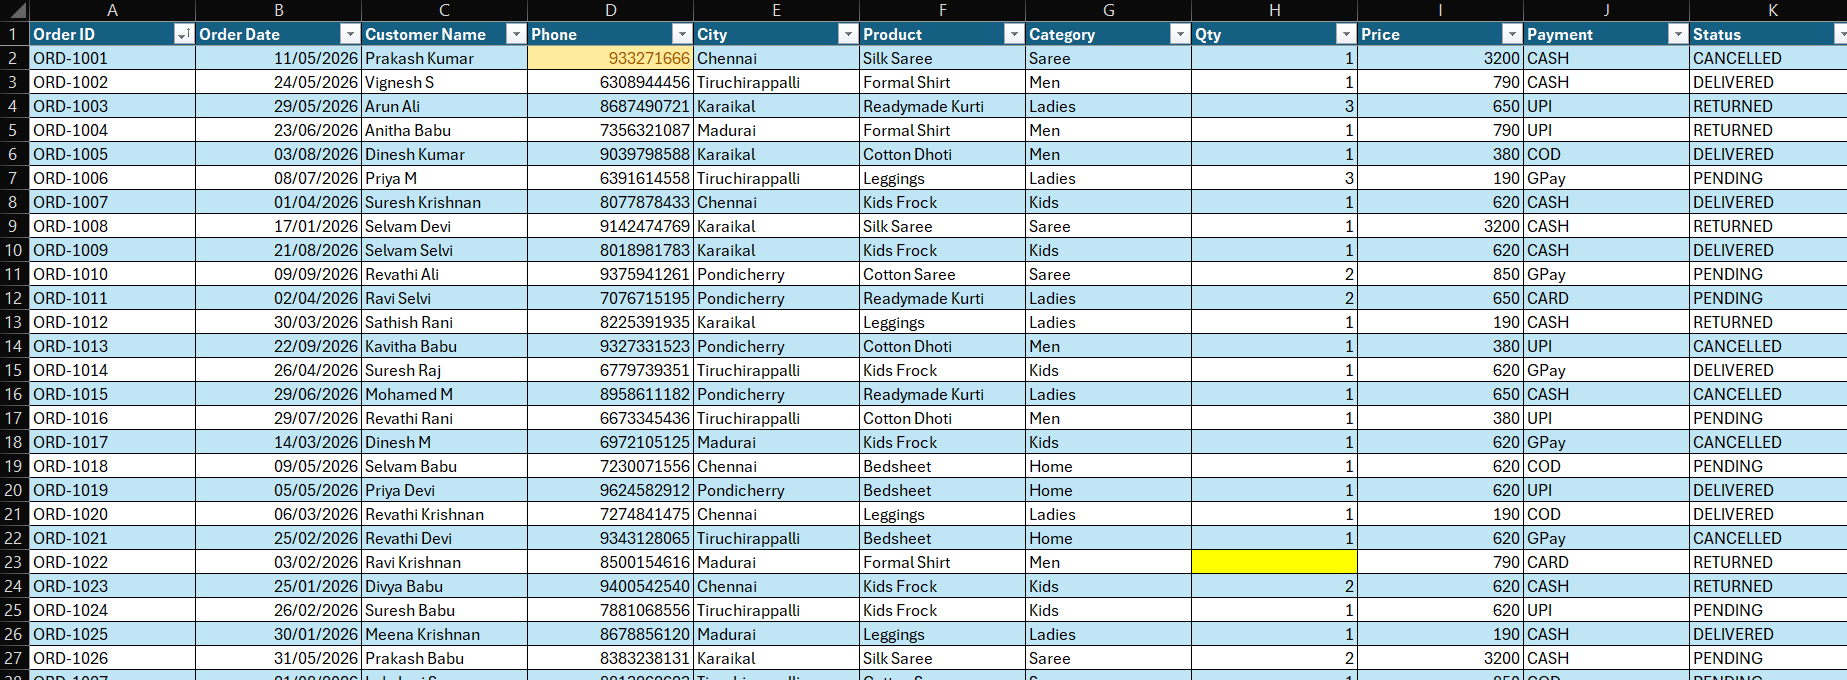 A B C D E F G H I J K
1 Order ID Order Date Customer Name Phone City Product Category Qty Price Payment Status
2 ORD-1001 11/05/2026 Prakash Kumar 933271666 Chennai Silk Saree Saree 1 3200 CASH CANCELLED
3 ORD-1002 24/05/2026 Vignesh S 6308944456 Tiruchirappalli Formal Shirt Men 1 790 CASH DELIVERED
4 ORD-1003 29/05/2026 Arun Ali 8687490721 Karaikal Readymade Kurti Ladies 3 650 UPI RETURNED
5 ORD-1004 23/06/2026 Anitha Babu 7356321087 Madurai Formal Shirt Men 1 790 UPI RETURNED
6 ORD-1005 03/08/2026 Dinesh Kumar 9039798588 Karaikal Cotton Dhoti Men 1 380 COD DELIVERED
7 ORD-1006 08/07/2026 Priya M 6391614558 Tiruchirappalli Leggings Ladies 3 190 GPay PENDING
8 ORD-1007 01/04/2026 Suresh Krishnan 8077878433 Chennai Kids Frock Kids 1 620 CASH DELIVERED
9 ORD-1008 17/01/2026 Selvam Devi 9142474769 Karaikal Silk Saree Saree 1 3200 CASH RETURNED
10 ORD-1009 21/08/2026 Selvam Selvi 8018981783 Karaikal Kids Frock Kids 1 620 CASH DELIVERED
11 ORD-1010 09/09/2026 Revathi Ali 9375941261 Pondicherry Cotton Saree Saree 2 850 GPay PENDING
12 ORD-1011 02/04/2026 Ravi Selvi 7076715195 Pondicherry Readymade Kurti Ladies 2 650 CARD PENDING
13 ORD-1012 30/03/2026 Sathish Rani 8225391935 Karaikal Leggings Ladies 1 190 CASH RETURNED
14 ORD-1013 22/09/2026 Kavitha Babu 9327331523 Pondicherry Cotton Dhoti Men 1 380 UPI CANCELLED
15 ORD-1014 26/04/2026 Suresh Raj 6779739351 Tiruchirappalli Kids Frock Kids 1 620 GPay DELIVERED
16 ORD-1015 29/06/2026 Mohamed M 8958611182 Pondicherry Readymade Kurti Ladies 1 650 CASH CANCELLED
17 ORD-1016 29/07/2026 Revathi Rani 6673345436 Tiruchirappalli Cotton Dhoti Men 1 380 UPI PENDING
18 ORD-1017 14/03/2026 Dinesh M 6972105125 Madurai Kids Frock Kids 1 620 GPay CANCELLED
19 ORD-1018 09/05/2026 Selvam Babu 7230071556 Chennai Bedsheet Home 1 620 COD PENDING
20 ORD-1019 05/05/2026 Priya Devi 9624582912 Pondicherry Bedsheet Home 1 620 UPI DELIVERED
21 ORD-1020 06/03/2026 Revathi Krishnan 7274841475 Chennai Leggings Ladies 1 190 COD DELIVERED
22 ORD-1021 25/02/2026 Revathi Devi 9343128065 Tiruchirappalli Bedsheet Home 1 620 GPay CANCELLED
23 ORD-1022 03/02/2026 Ravi Krishnan 8500154616 Madurai Formal Shirt Men 790 CARD RETURNED
24 ORD-1023 25/01/2026 Divya Babu 9400542540 Chennai Kids Frock Kids 2 620 CASH RETURNED
25 ORD-1024 26/02/2026 Suresh Babu 7881068556 Tiruchirappalli Kids Frock Kids 1 620 UPI PENDING
26 ORD-1025 30/01/2026 Meena Krishnan 8678856120 Madurai Leggings Ladies 1 190 CASH DELIVERED
27 ORD-1026 31/05/2026 Prakash Babu 8383238131 Karaikal Silk Saree Saree 2 3200 CASH PENDING